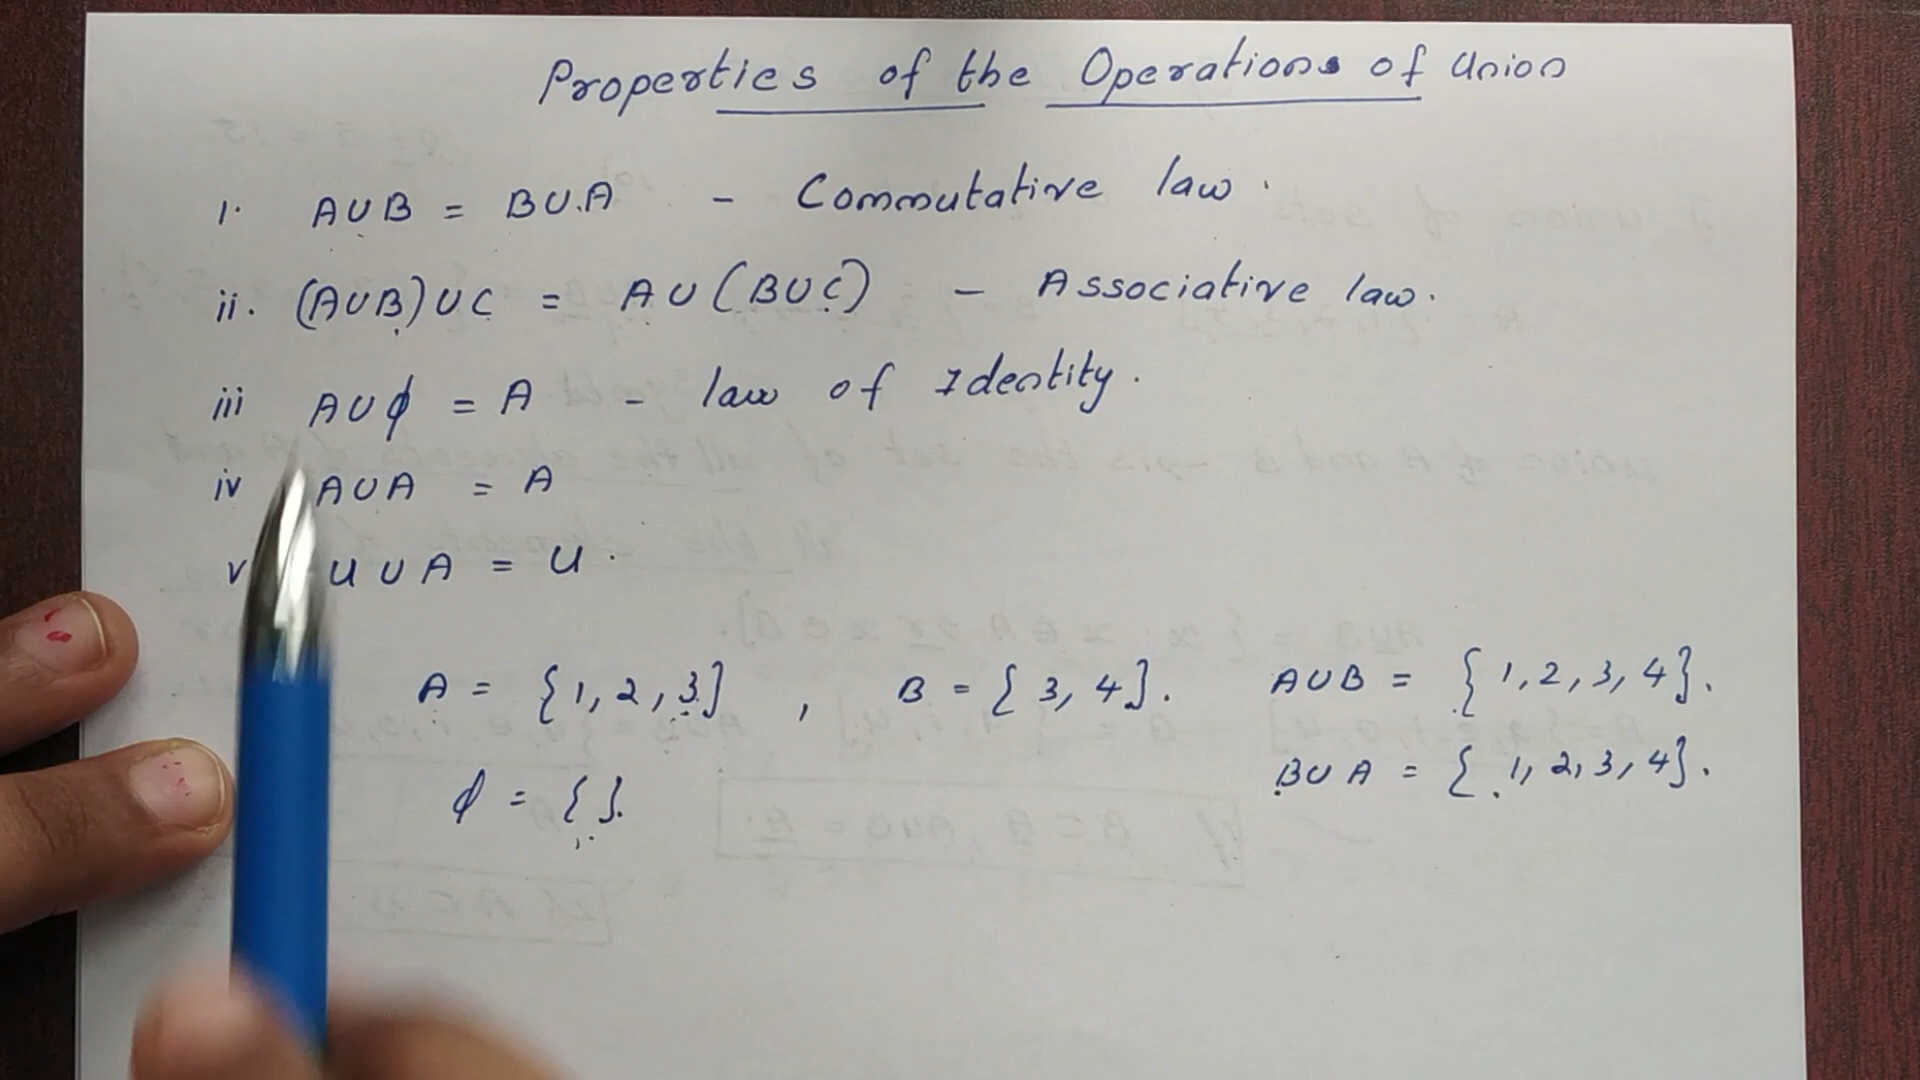 Properties of the Operations of Union
1. A∪B = B∪A - Commutative law.
ii. (A∪B)∪C = A∪(B∪C) - Associative law.
iii A∪ϕ = A - law of Identity.
iv A∪A = A
v U∪A = U.
A = {1, 2, 3} , B = {3, 4}. A∪B = {1, 2, 3, 4}.
B∪A = {1, 2, 3, 4}.
ϕ = { }.